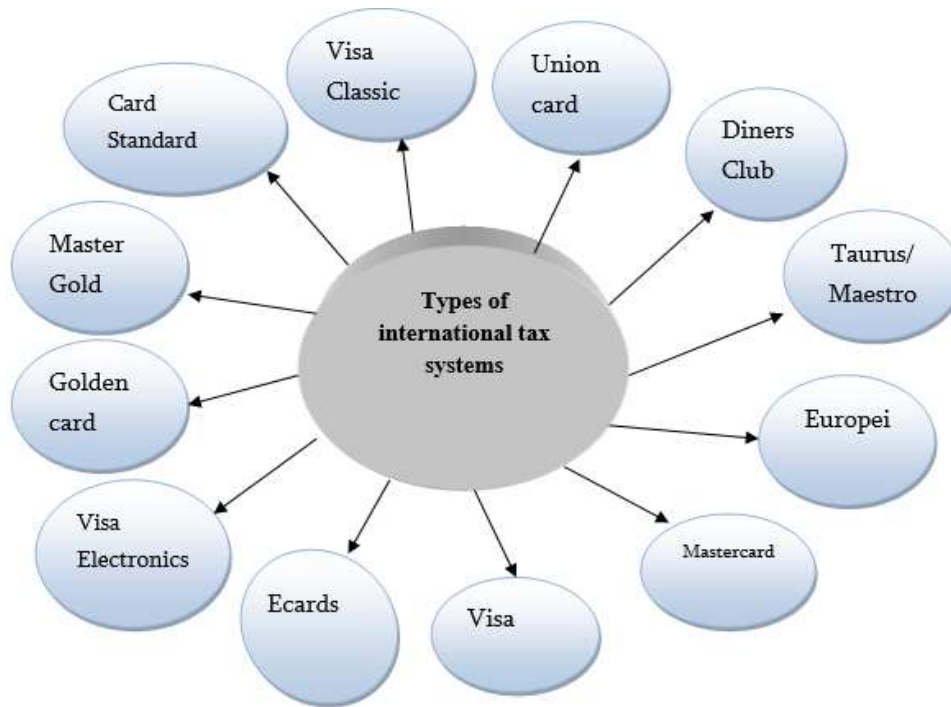 Visa
Classic
Union
card
Card
Standard
Diners
Club
Master
Gold
Taurus/
Maestro
Types of
international tax
systems
Golden
card
Europei
Visa
Electronics
Mastercard
Ecards
Visa